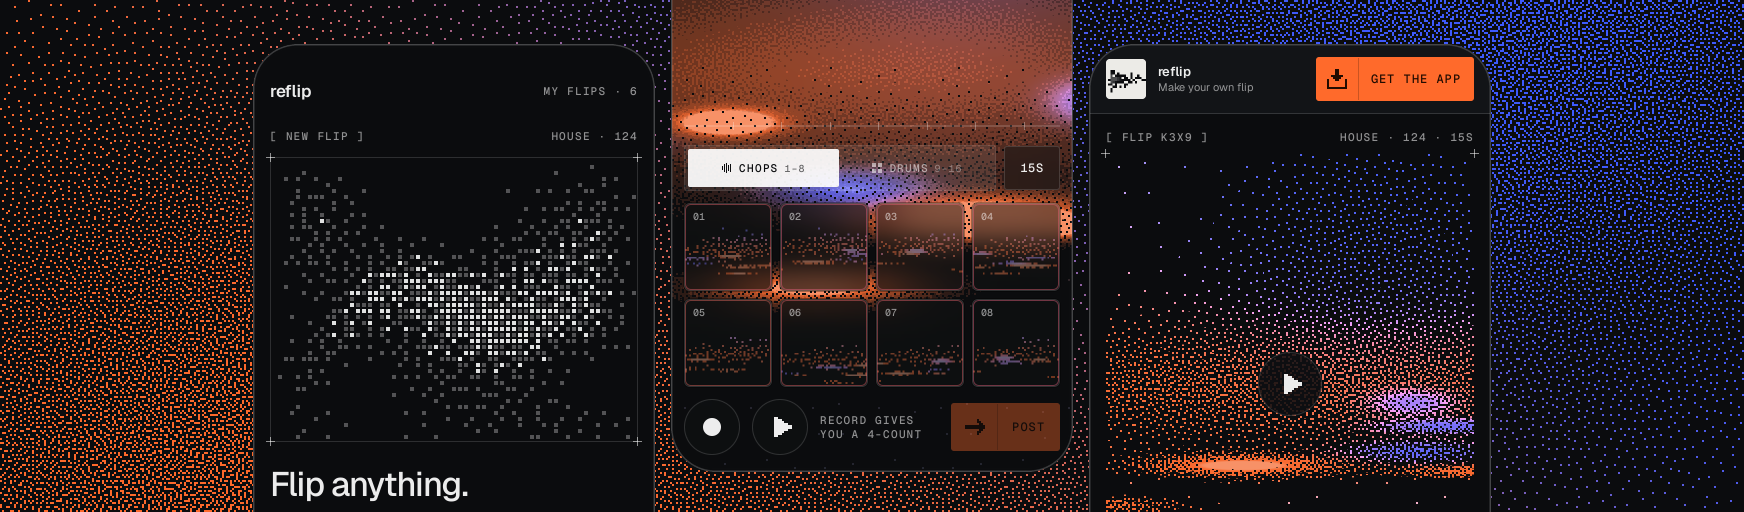 reflip
MY FLIPS · 6
[ NEW FLIP ]
HOUSE · 124
Flip anything.
CHOPS 1-8
DRUMS 9-16
15S
01
02
03
04
05
06
07
08
RECORD GIVES
YOU A 4-COUNT
POST
reflip
Make your own flip
GET THE APP
[ FLIP K3X9 ]
HOUSE · 124 · 15S